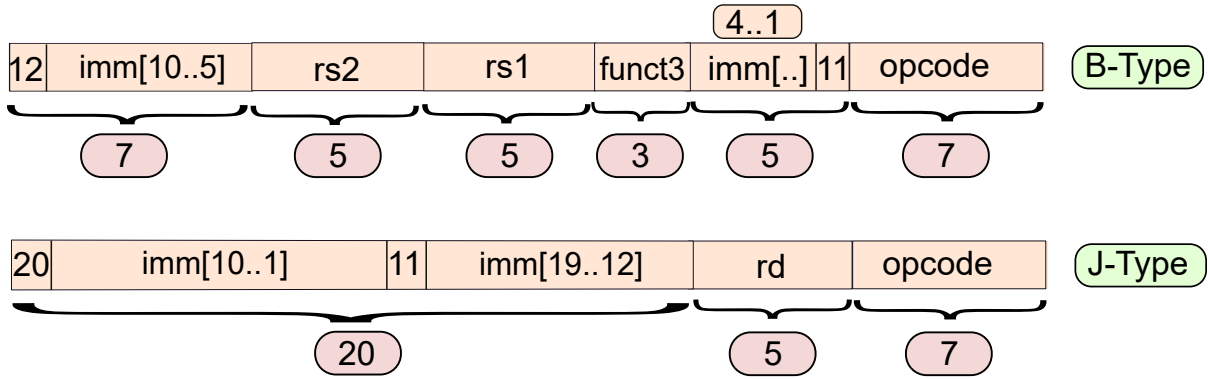 4..1
12 imm[10..5] rs2 rs1 funct3 imm[..] 11 opcode B-Type
7 5 5 3 5 7
20 imm[10..1] 11 imm[19..12] rd opcode J-Type
20 5 7